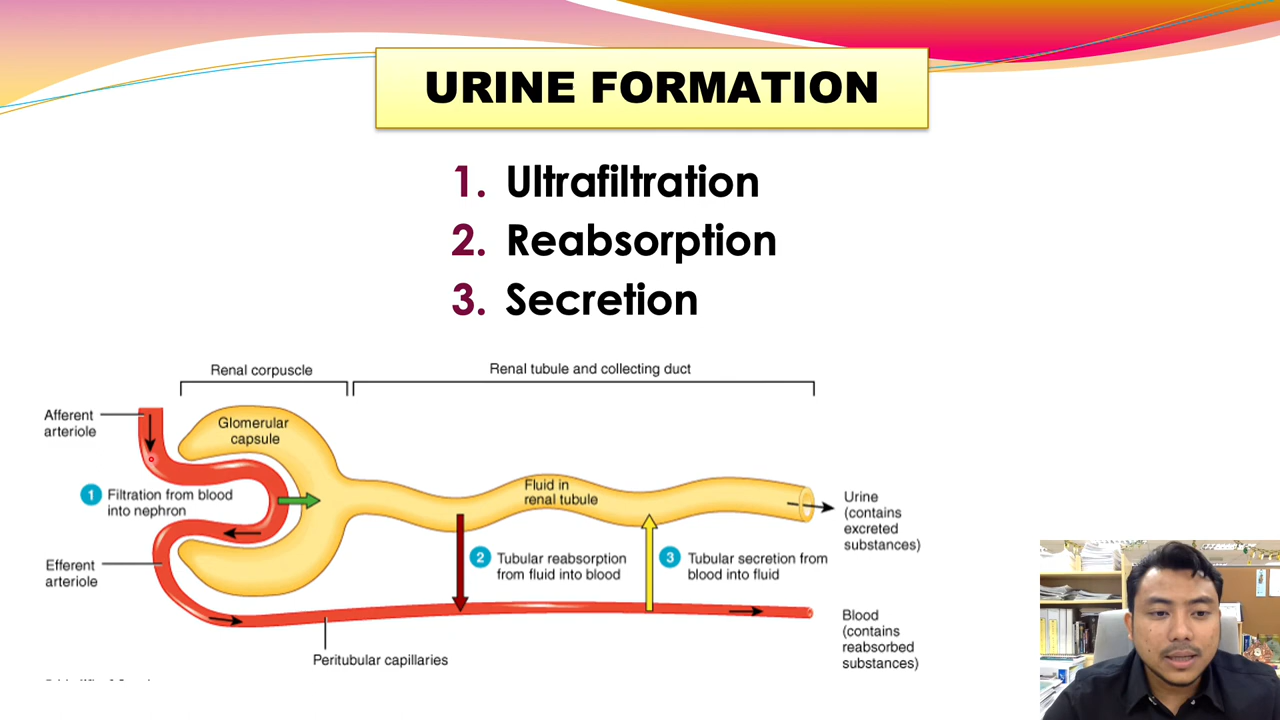 URINE FORMATION
1. Ultrafiltration
2. Reabsorption
3. Secretion
Renal corpuscle
Renal tubule and collecting duct
Afferent
arteriole
Glomerular
capsule
1 Filtration from blood
into nephron
Fluid in
renal tubule
Urine
(contains
excreted
substances)
Efferent
arteriole
2 Tubular reabsorption
from fluid into blood
3 Tubular secretion from
blood into fluid
Blood
(contains
reabsorbed
substances)
Peritubular capillaries